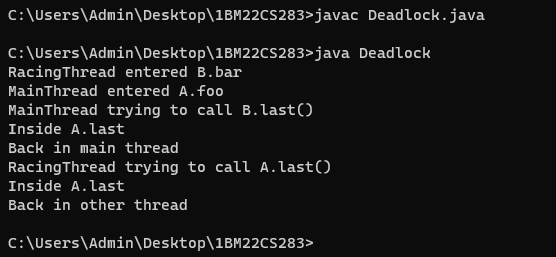 C:\Users\Admin\Desktop\1BM22CS283>javac Deadlock.java
C:\Users\Admin\Desktop\1BM22CS283>java Deadlock
RacingThread entered B.bar
MainThread entered A.foo
MainThread trying to call B.last()
Inside A.last
Back in main thread
RacingThread trying to call A.last()
Inside A.last
Back in other thread
C:\Users\Admin\Desktop\1BM22CS283>